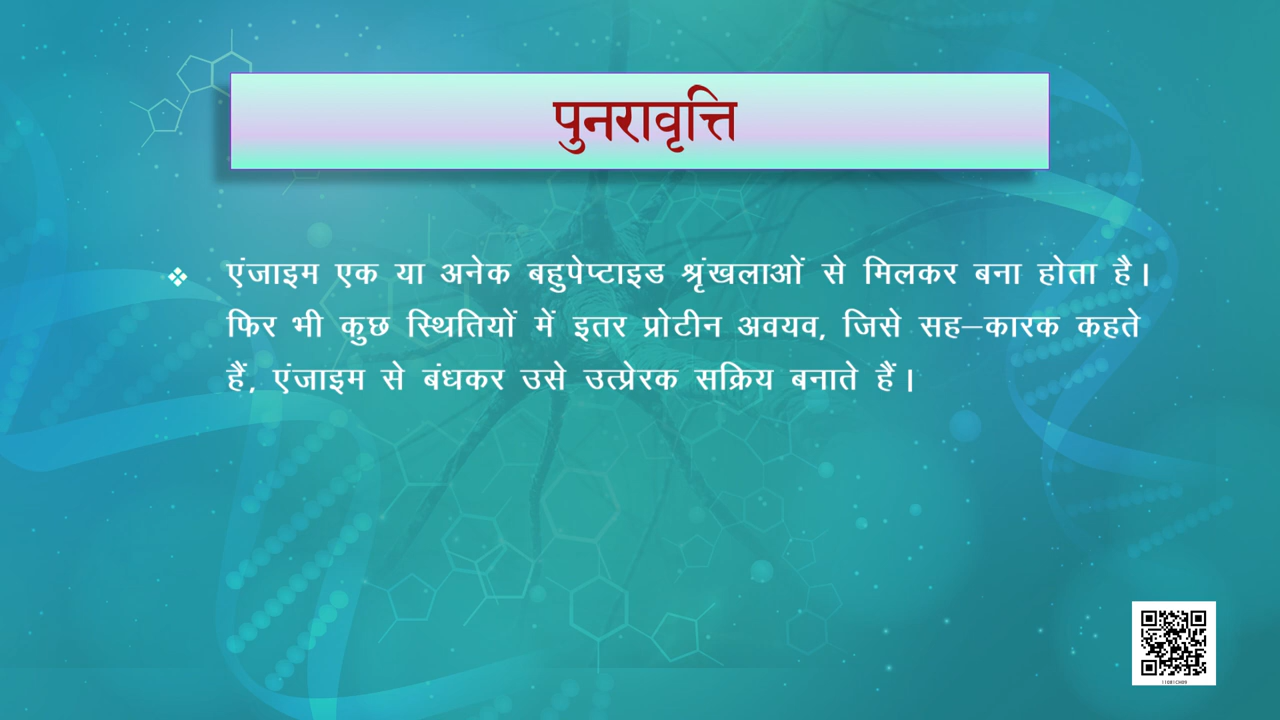 पुनरावृत्ति
❖ एंजाइम एक या अनेक बहुपेप्टाइड श्रृंखलाओं से मिलकर बना होता है।
फिर भी कुछ स्थितियों में इतर प्रोटीन अवयव, जिसे सह–कारक कहते
हैं, एंजाइम से बंधकर उसे उत्प्रेरक सक्रिय बनाते हैं।